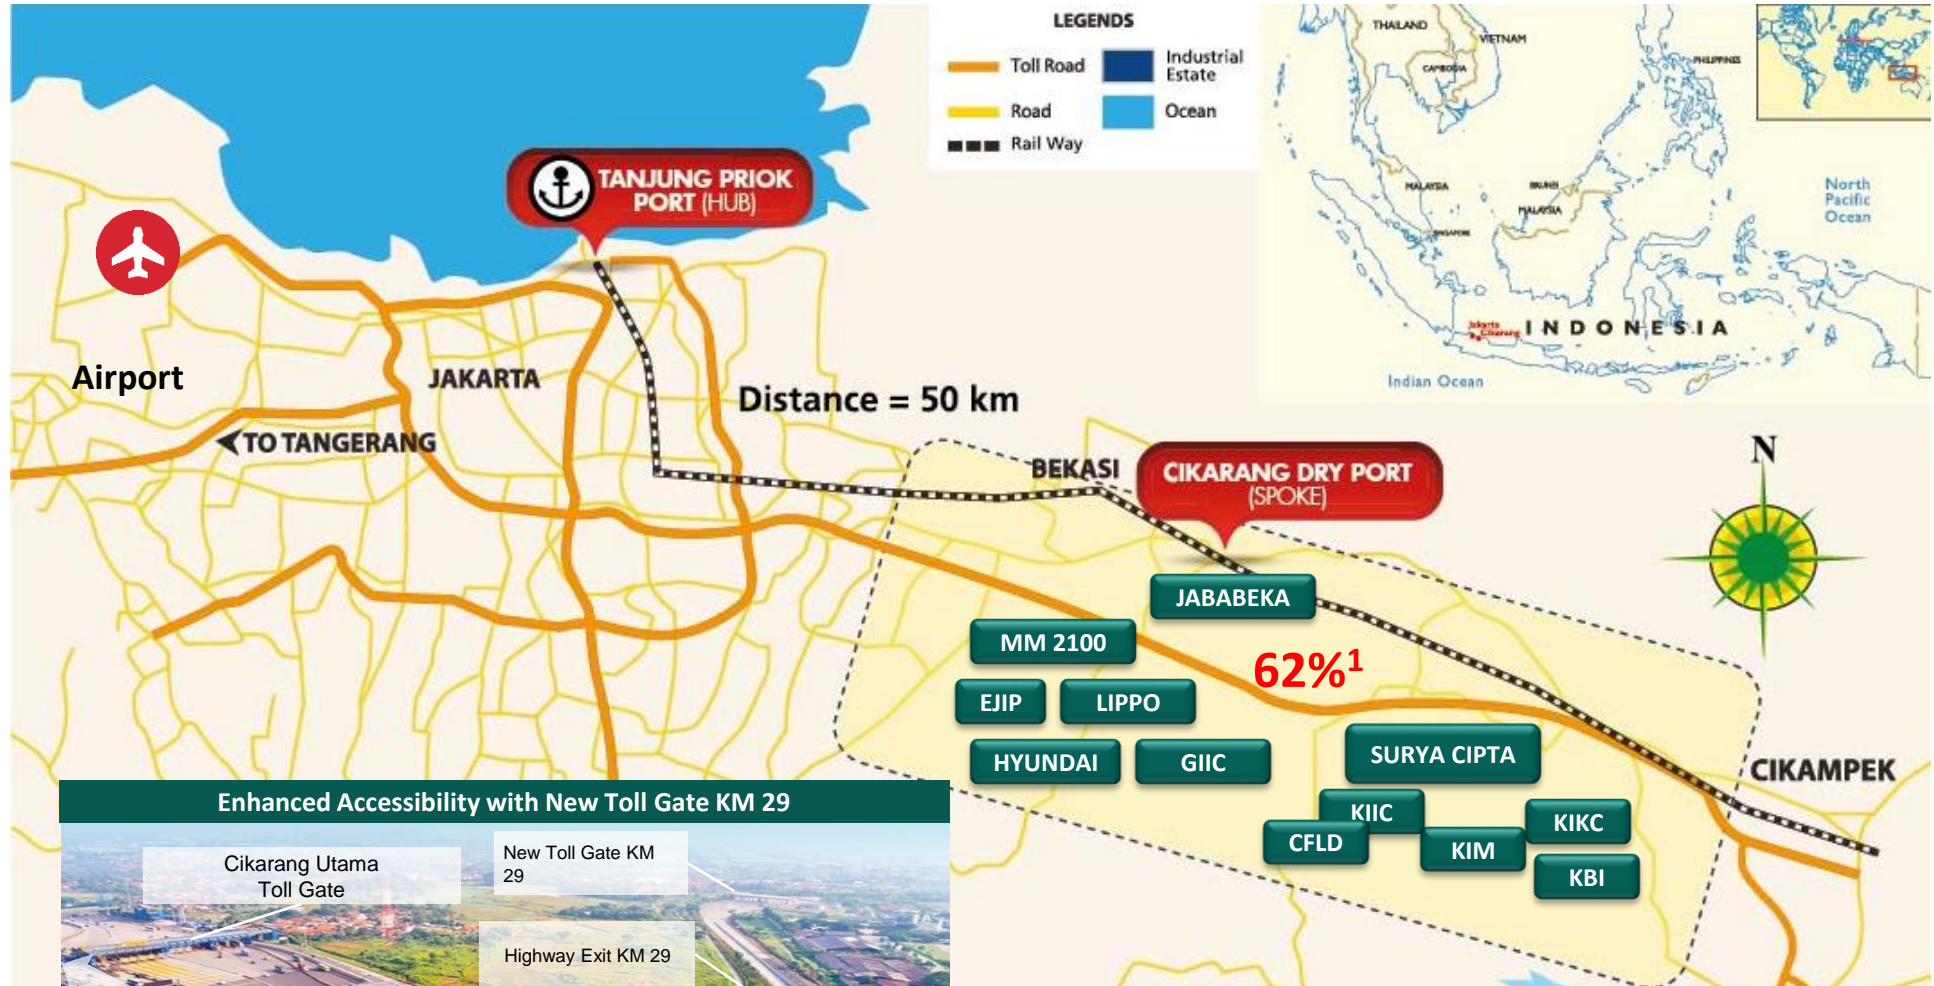 LEGENDS
Toll Road
Industrial
Estate
Road
Ocean
Rail Way
THAILAND
VIETNAM
CAMBODIA
PHILIPPINES
MALAYSIA
BRUNEI
MALAYSIA
SINGAPORE
North
Pacific
Ocean
Jakarta
Cikarang
INDONESIA
Indian Ocean
TANJUNG PRIOK
PORT (HUB)
Airport
JAKARTA
Distance = 50 km
TO TANGERANG
BEKASI
CIKARANG DRY PORT
(SPOKE)
N
JABABEKA
MM 2100
62%¹
EJIP
LIPPO
HYUNDAI
GIIC
SURYA CIPTA
CIKAMPEK
KIIC
KIKC
CFLD
KIM
KBI
Enhanced Accessibility with New Toll Gate KM 29
Cikarang Utama
Toll Gate
New Toll Gate KM
29
Highway Exit KM 29